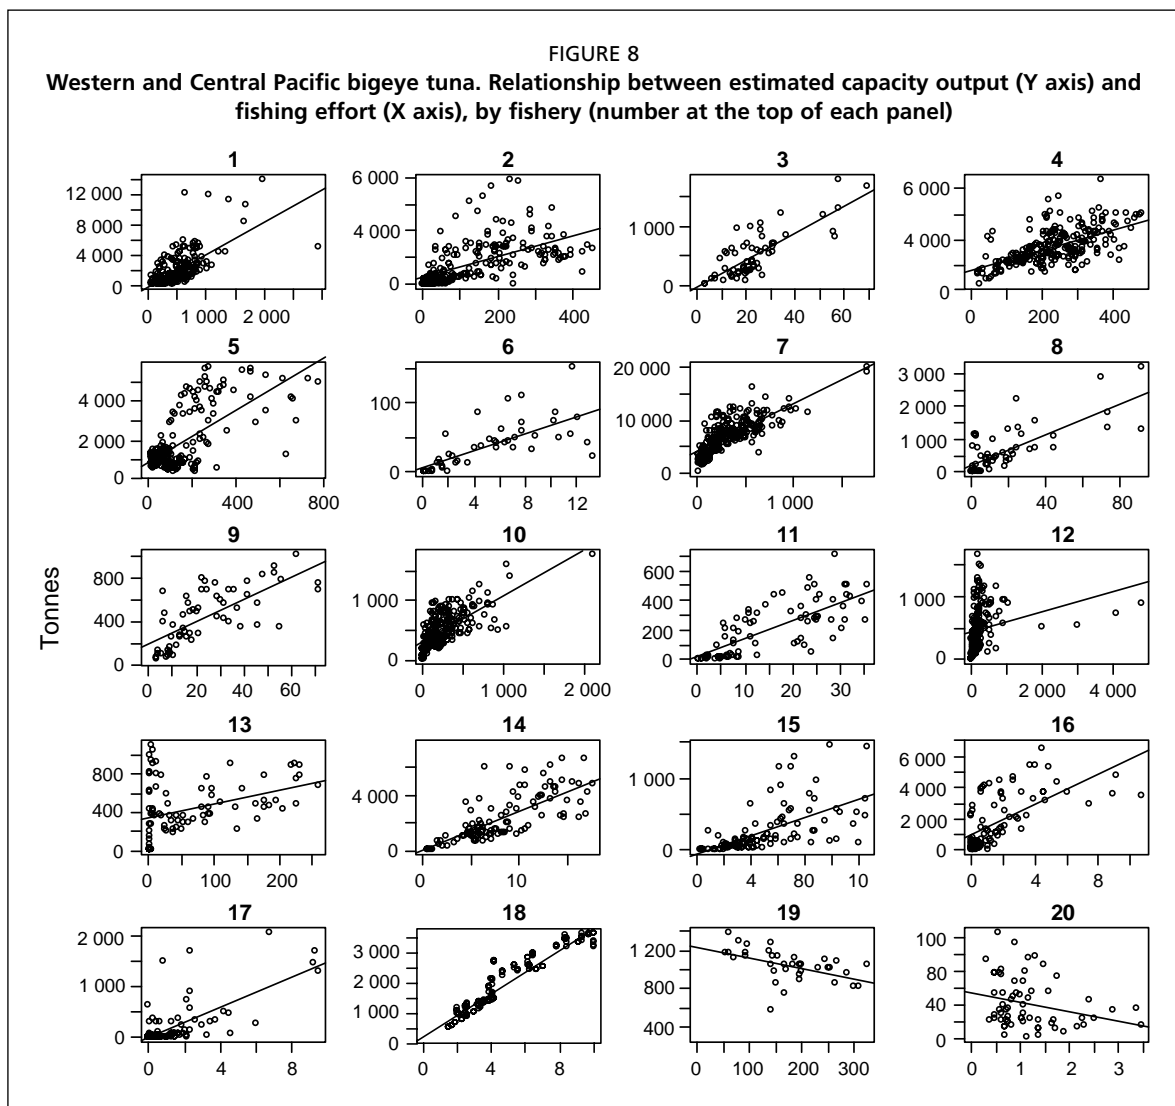 FIGURE 8
Western and Central Pacific bigeye tuna. Relationship between estimated capacity output (Y axis) and
fishing effort (X axis), by fishery (number at the top of each panel)
1 2 3 4
12 000 6 000 6 000
8 000 4 000 1 000 4 000
4 000 2 000 2 000
0 0 0 0
0 1 000 2 000 0 200 400 0 20 40 60 0 200 400
5 6 7 8
4 000 100 20 000 3 000
2 000 50 10 000 2 000
1 000
0 0 0 0
0 400 800 0 4 8 12 0 1 000 0 40 80
9 10 11 12
800 1 000 600 1 000
400 400
200
0 0 0 0
0 20 40 60 0 1 000 2 000 0 10 20 30 0 2 000 4 000
Tonnes
13 14 15 16
800 4 000 1 000 6 000
400 4 000
2 000
0 0 0 0
0 100 200 0 10 0 4 80 10 0 4 8
17 18 19 20
2 000 3 000 1200 100
1 000 2 000 800 80
1 000 400 40
0 0 0
0 4 8 0 4 8 0 100 200 300 0 1 2 3